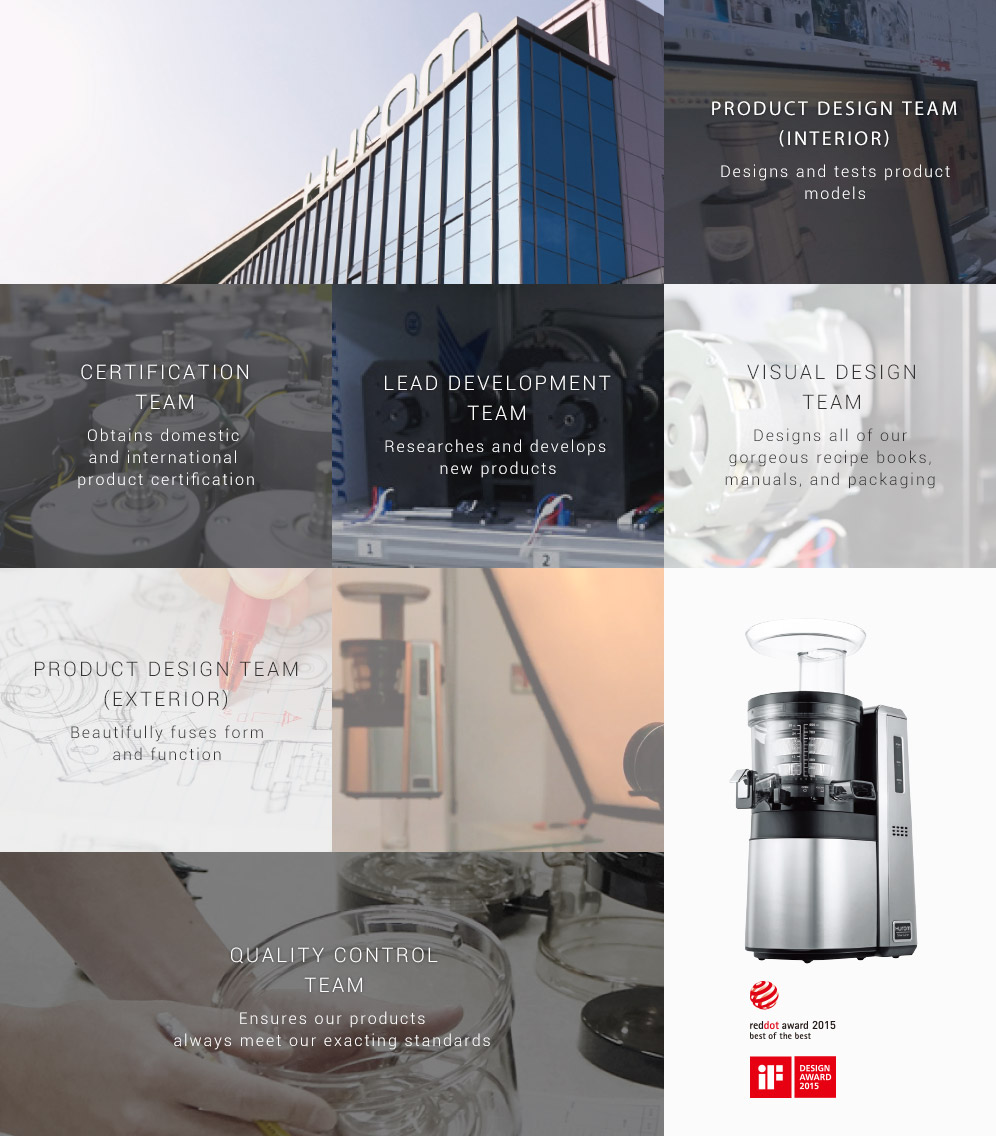 HUROM
PRODUCT DESIGN TEAM
(INTERIOR)
Designs and tests product
models
CERTIFICATION
TEAM
Obtains domestic
and international
product certification
LEAD DEVELOPMENT
TEAM
Researches and develops
new products
1
2
VISUAL DESIGN
TEAM
Designs all of our
gorgeous recipe books,
manuals, and packaging
PRODUCT DESIGN TEAM
(EXTERIOR)
Beautifully fuses form
and function
HUROM
QUALITY CONTROL
TEAM
Ensures our products
always meet our exacting standards
reddot award 2015
best of the best
iF DESIGN
AWARD
2015